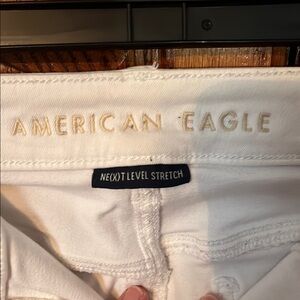 AMERICAN EAGLE
NE(X)T LEVEL STRETCH